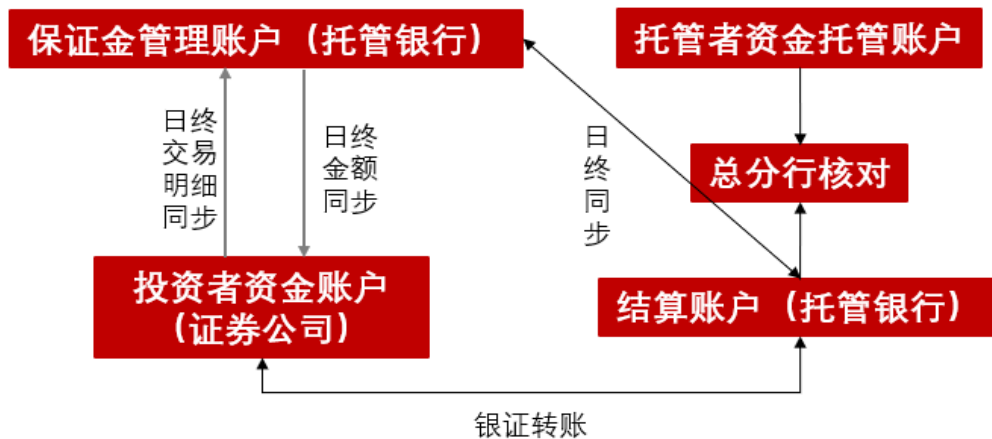 保证金管理账户（托管银行）
托管者资金托管账户
日终
交易
明细
同步
日终
金额
同步
日
终
同
步
总分行核对
投资者资金账户
（证券公司）
结算账户（托管银行）
银证转账